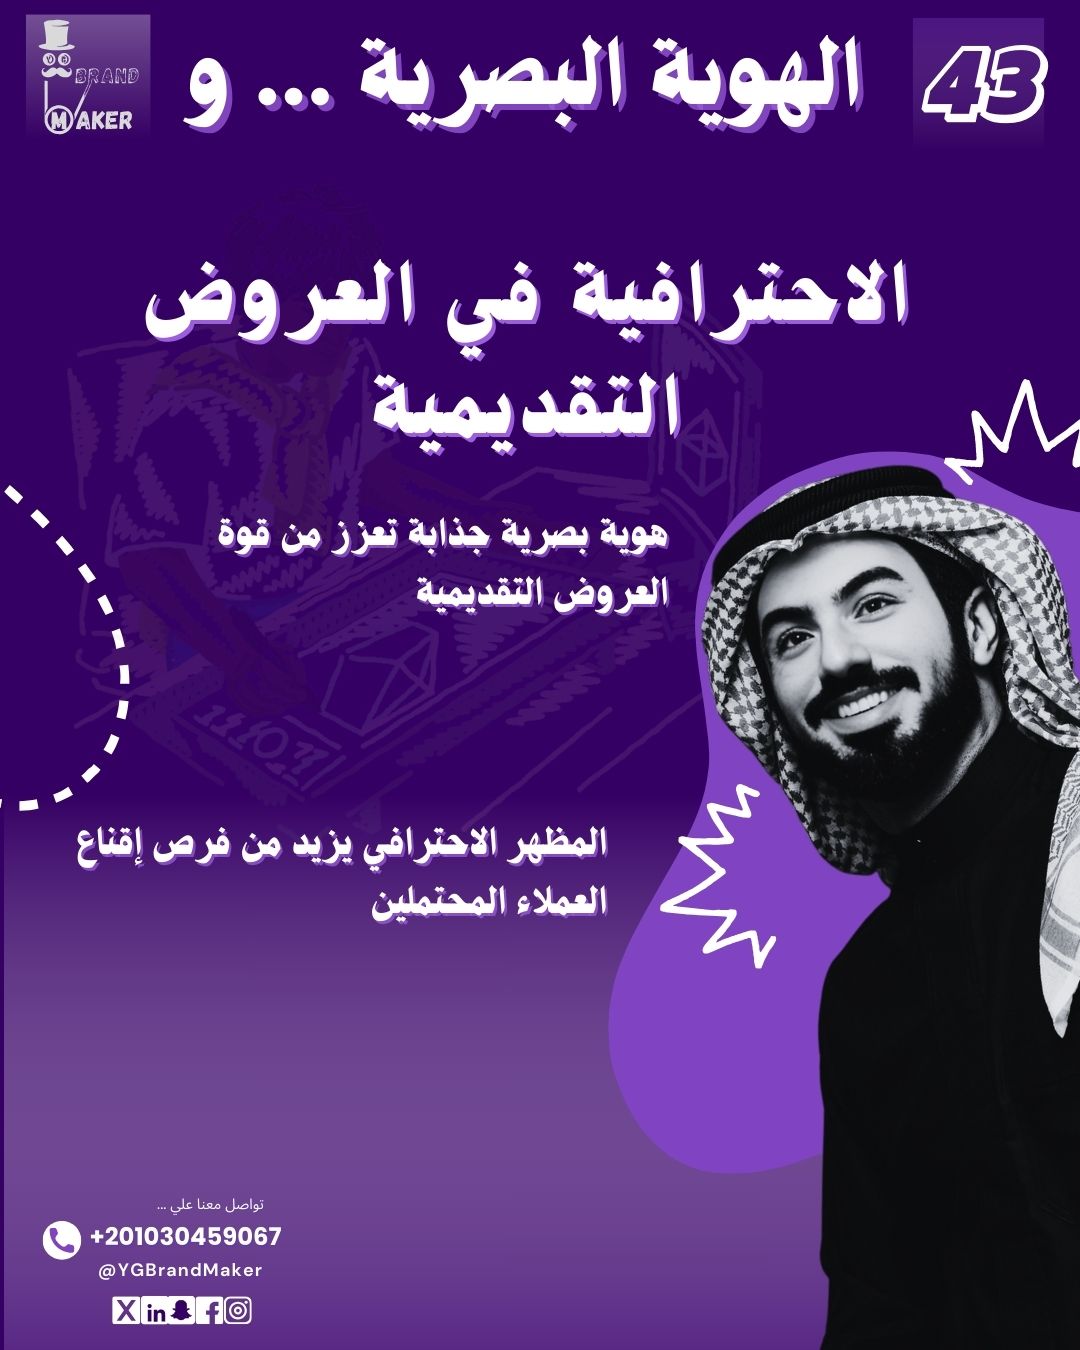 43
الهوية البصرية ... و
BRAND
MAKER
الاحترافية في العروض
التقديمية
هوية بصرية جذابة تعزز من قوة
العروض التقديمية
المظهر الاحترافي يزيد من فرص إقناع
العملاء المحتملين
تواصل معنا علي ...
+201030459067
@YGBrandMaker